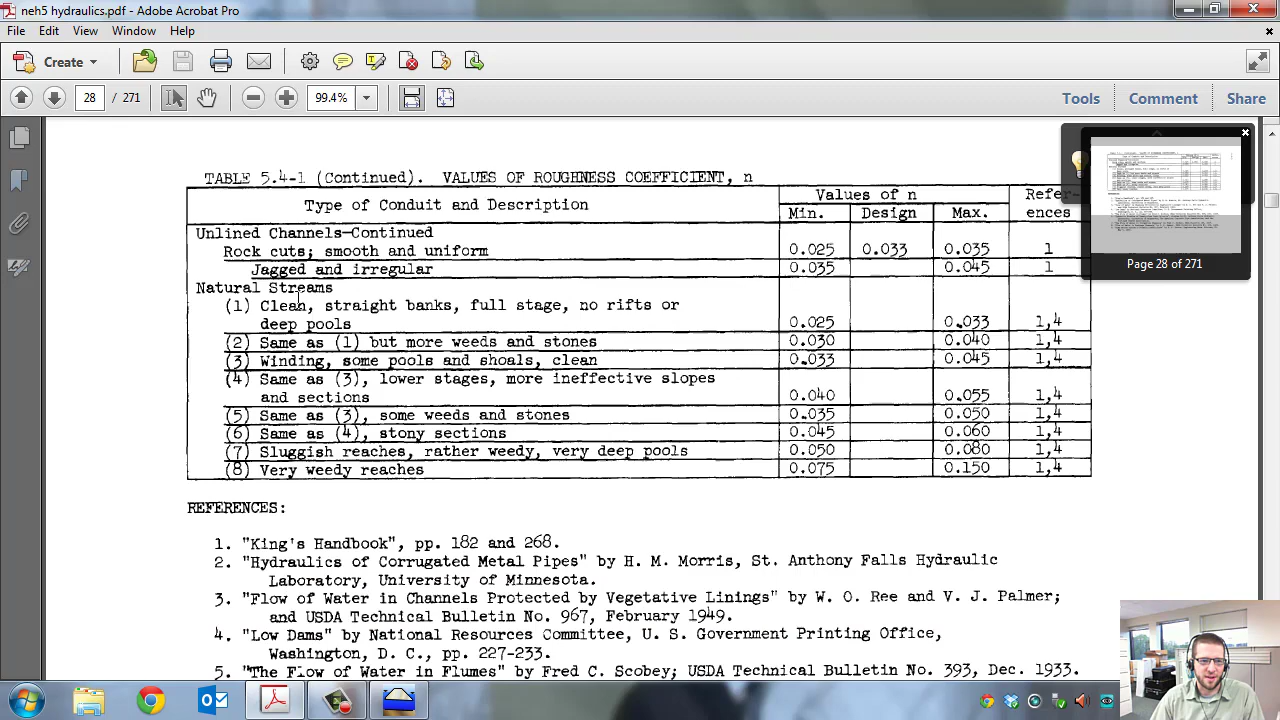 neh5 hydraulics.pdf - Adobe Acrobat Pro
File Edit View Window Help
Create
28 / 271 99.4% Tools Comment Share
TABLE 5.4-1 (Continued). VALUES OF ROUGHNESS COEFFICIENT, n
Type of Conduit and Description Values of n Refer-
Min. Design Max. ences
Unlined Channels-Continued
Rock cuts; smooth and uniform 0.025 0.033 0.035 1
Jagged and irregular 0.035 0.045 1
Natural Streams
(1) Clean, straight banks, full stage, no rifts or
deep pools 0.025 0.033 1,4
(2) Same as (1) but more weeds and stones 0.030 0.040 1,4
(3) Winding, some pools and shoals, clean 0.033 0.045 1,4
(4) Same as (3), lower stages, more ineffective slopes
and sections 0.040 0.055 1,4
(5) Same as (3), some weeds and stones 0.035 0.050 1,4
(6) Same as (4), stony sections 0.045 0.060 1,4
(7) Sluggish reaches, rather weedy, very deep pools 0.050 0.080 1,4
(8) Very weedy reaches 0.075 0.150 1,4
Page 28 of 271
REFERENCES:
1. "King's Handbook", pp. 182 and 268.
2. "Hydraulics of Corrugated Metal Pipes" by H. M. Morris, St. Anthony Falls Hydraulic
Laboratory, University of Minnesota.
3. "Flow of Water in Channels Protected by Vegetative Linings" by W. O. Ree and V. J. Palmer;
and USDA Technical Bulletin No. 967, February 1949.
4. "Low Dams" by National Resources Committee, U. S. Government Printing Office,
Washington, D. C., pp. 227-233.
5. "The Flow of Water in Flumes" by Fred C. Scobey; USDA Technical Bulletin No. 393, Dec. 1933.